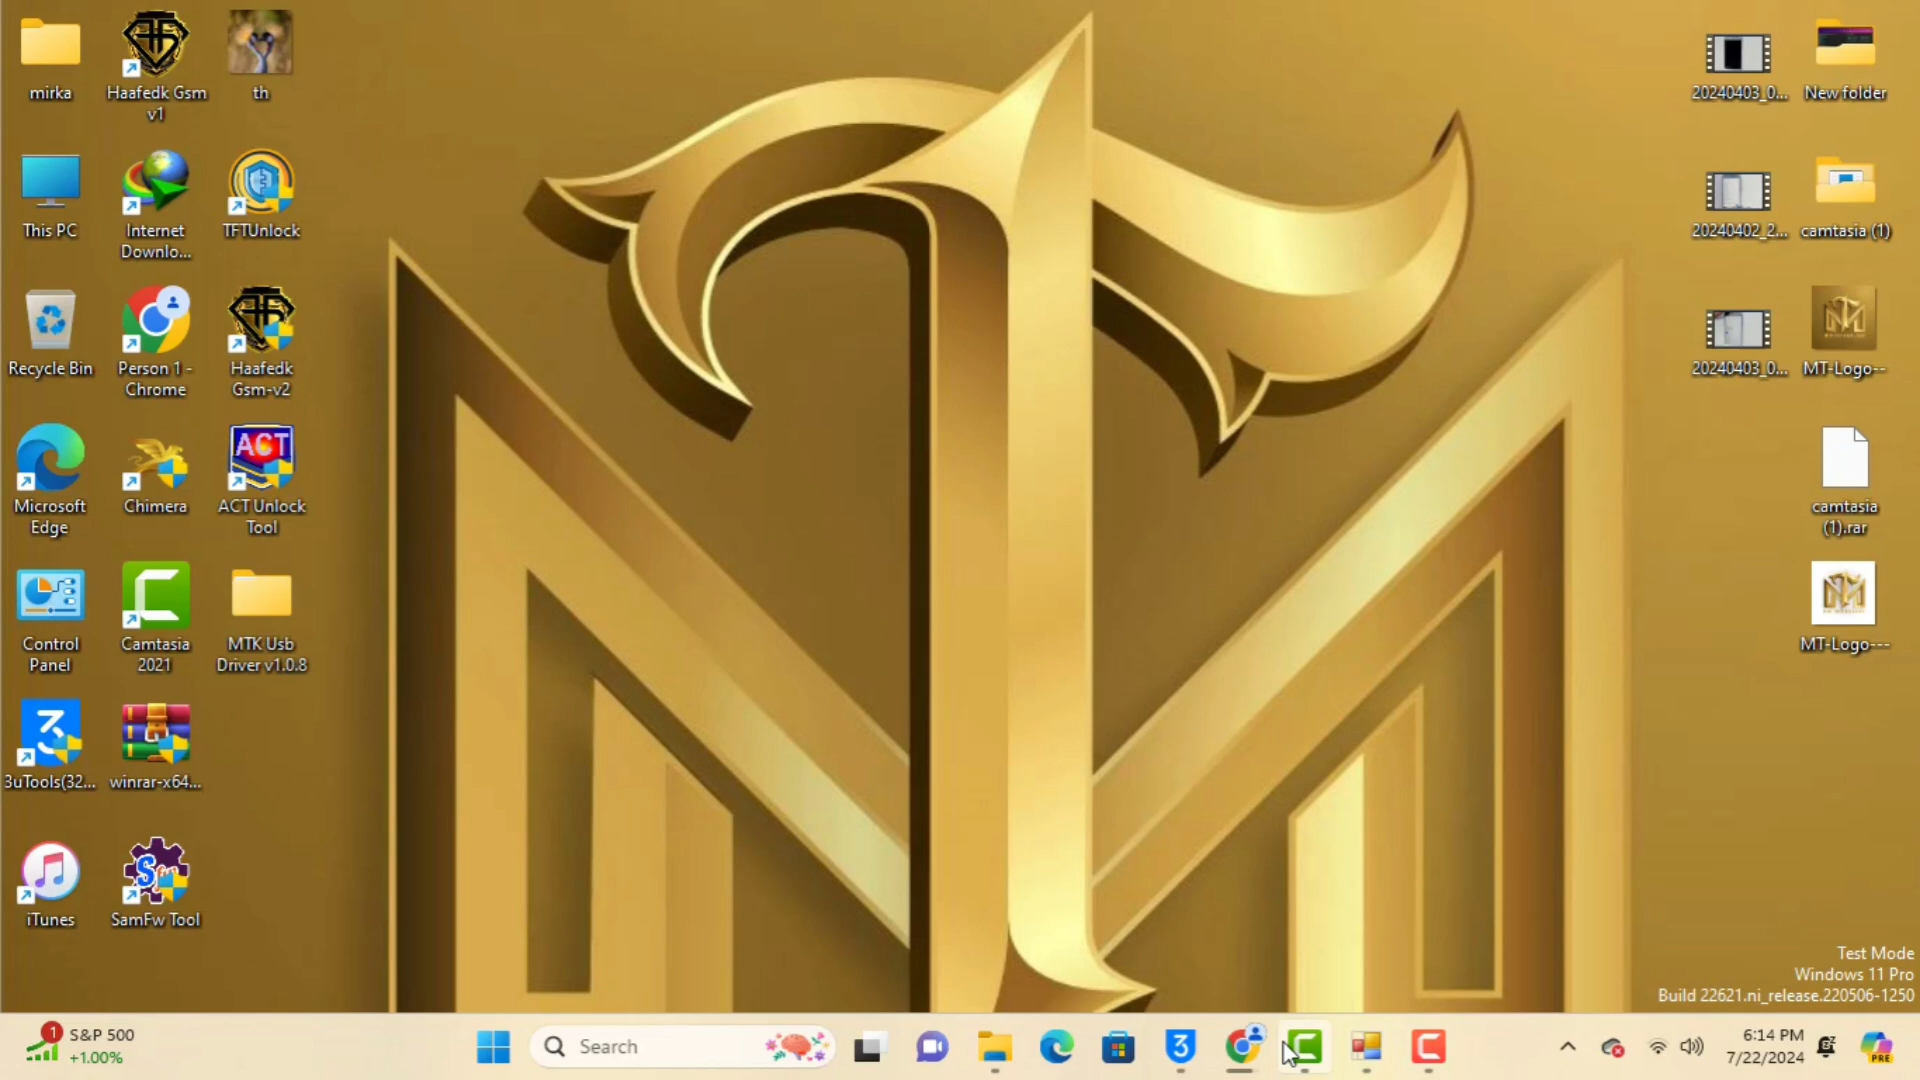 mirka
Haafedk Gsm
v1
th
This PC
Internet
Downlo...
TFTUnlock
Recycle Bin
Person 1 -
Chrome
Haafedk
Gsm-v2
ACT
Microsoft
Edge
Chimera
ACT Unlock
Tool
Control
Panel
Camtasia
2021
MTK Usb
Driver v1.0.8
3uTools(32...
winrar-x64...
iTunes
SamFw Tool
20240403_0...
New folder
20240402_2...
camtasia (1)
20240403_0...
MT-Logo--
camtasia
(1).rar
MT-Logo---
Test Mode
Windows 11 Pro
Build 22621.ni_release.220506-1250
1
S&P 500
+1.00%
Search
3
PRE
6:14 PM
7/22/2024